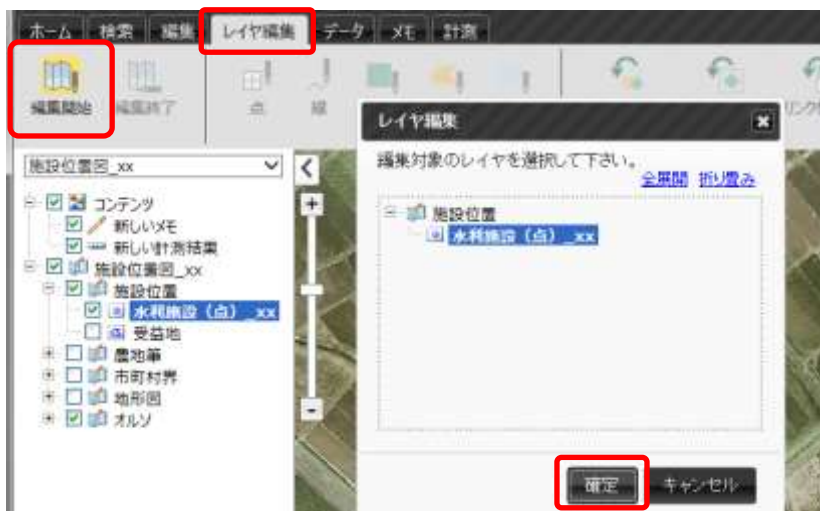 ホーム 検索 編集 レイヤ編集 データ メモ 計測
編集開始 編集終了 点 線
施設位置図_xx
コンテンツ
新しいメモ
新しい計測結果
施設位置図_xx
施設位置
水利施設（点）_xx
受益地
農地筆
市町村界
地形図
オルソ
レイヤ編集
編集対象のレイヤを選択して下さい。
全展開 折り畳み
施設位置
水利施設（点）_xx
確定 キャンセル